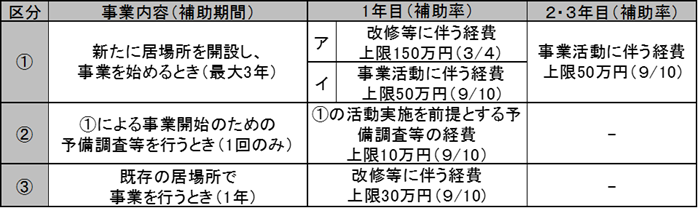 区分 事業内容（補助期間） 1年目（補助率） 2・3年目（補助率）
① 新たに居場所を開設し、
事業を始めるとき（最大3年）
ア 改修等に伴う経費
上限150万円（3/4）
イ 事業活動に伴う経費
上限50万円（9/10）
事業活動に伴う経費
上限50万円（9/10）
② ①による事業開始のための
予備調査等を行うとき（1回のみ）
①の活動実施を前提とする予
備調査等の経費
上限10万円（9/10）
－
③ 既存の居場所で
事業を行うとき（1年）
改修等に伴う経費
上限30万円（9/10）
－